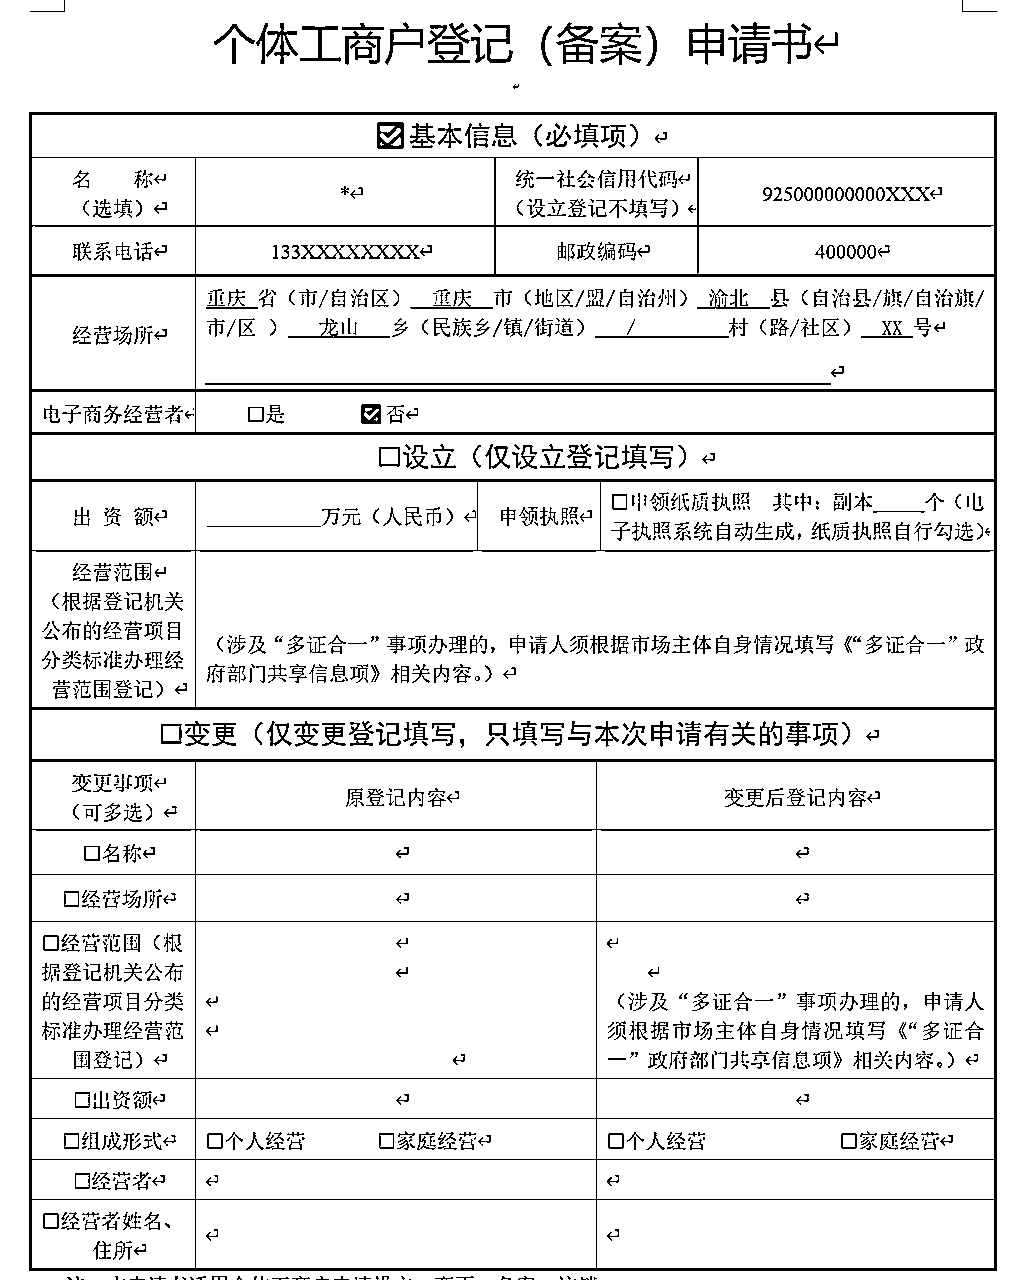 个体工商户登记（备案）申请书
☑基本信息（必填项）
名　　称
（选填）
*
统一社会信用代码
（设立登记不填写）
925000000000XXX
联系电话
133XXXXXXXX
邮政编码
400000
经营场所
重庆 省（市/自治区） 重庆 市（地区/盟/自治州） 渝北 县（自治县/旗/自治旗/
市/区 ） 龙山 乡（民族乡/镇/街道） / 村（路/社区） XX 号
电子商务经营者
☐是 ☑否
☐设立（仅设立登记填写）
出 资 额
______万元（人民币）
申领执照
☐申领纸质执照　其中：副本_____个（电
子执照系统自动生成，纸质执照自行勾选）
经营范围
（根据登记机关
公布的经营项目
分类标准办理经
营范围登记）
（涉及“多证合一”事项办理的，申请人须根据市场主体自身情况填写《“多证合一”政
府部门共享信息项》相关内容。）
☐变更（仅变更登记填写，只填写与本次申请有关的事项）
变更事项
（可多选）
原登记内容
变更后登记内容
☐名称
☐经营场所
☐经营范围（根
据登记机关公布
的经营项目分类
标准办理经营范
围登记）
（涉及“多证合一”事项办理的，申请人
须根据市场主体自身情况填写《“多证合
一”政府部门共享信息项》相关内容。）
☐出资额
☐组成形式
☐个人经营 ☐家庭经营
☐个人经营 ☐家庭经营
☐经营者
☐经营者姓名、
住所